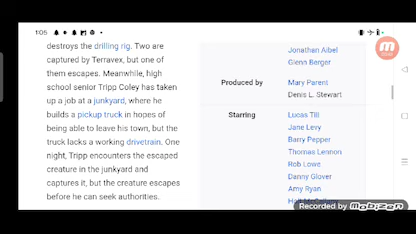 1:05
destroys the drilling rig. Two are
captured by Terravex, but one of
them escapes. Meanwhile, high
school senior Tripp Coley has taken
up a job at a junkyard, where he
builds a pickup truck in hopes of
being able to leave his town, but the
truck lacks a working drivetrain. One
night, Tripp encounters the escaped
creature in the junkyard and
captures it, but the creature escapes
before he can seek authorities.
Jonathan Aibel
Glenn Berger
Produced by
Mary Parent
Denis L. Stewart
Starring
Lucas Till
Jane Levy
Barry Pepper
Thomas Lennon
Rob Lowe
Danny Glover
Amy Ryan
Holt McCallany
Recorded by Mobizen